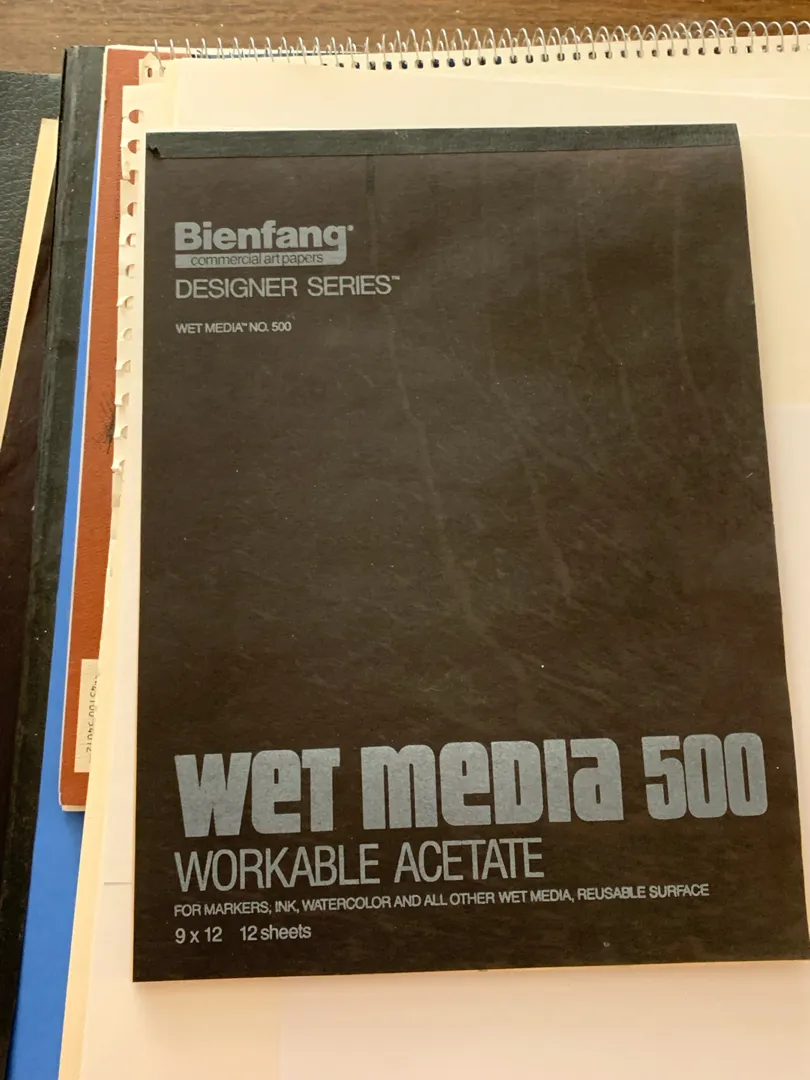 Bienfang®
commercial art papers
DESIGNER SERIES™
WET MEDIA™ NO. 500
WET MEDIA 500
WORKABLE ACETATE
FOR MARKERS, INK, WATERCOLOR AND ALL OTHER WET MEDIA, REUSABLE SURFACE
9 x 12 12 sheets